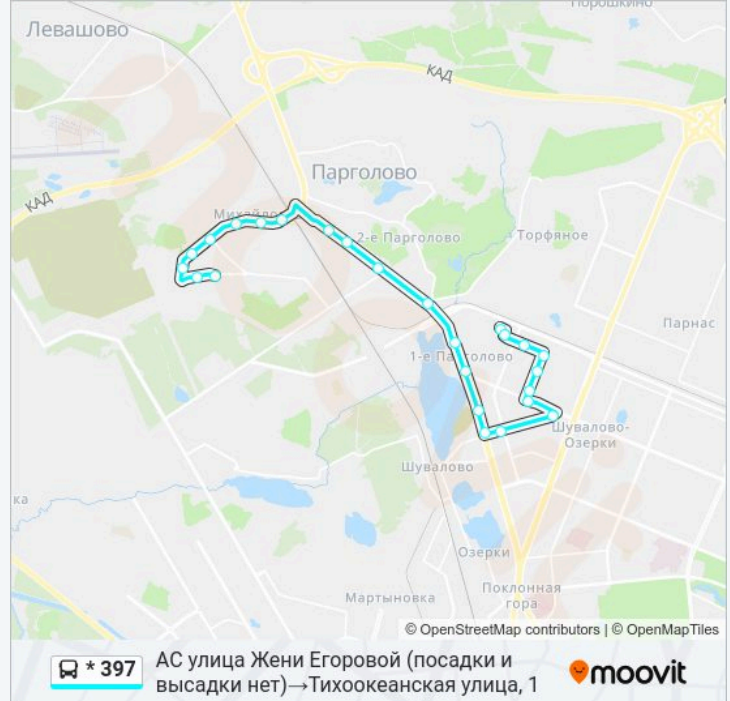 Порошкино
Левашово
КАД
Парголово
КАД
2-е Парголово
Торфяное
Парнас
1-е Парголово
Шувалово-
Озерки
Шувалово
ка
Озерки
Поклонная
гора
Мартыновка
© OpenStreetMap contributors | © OpenMapTiles
* 397
АС улица Жени Егоровой (посадки и
высадки нет)→Тихоокеанская улица, 1
moovit